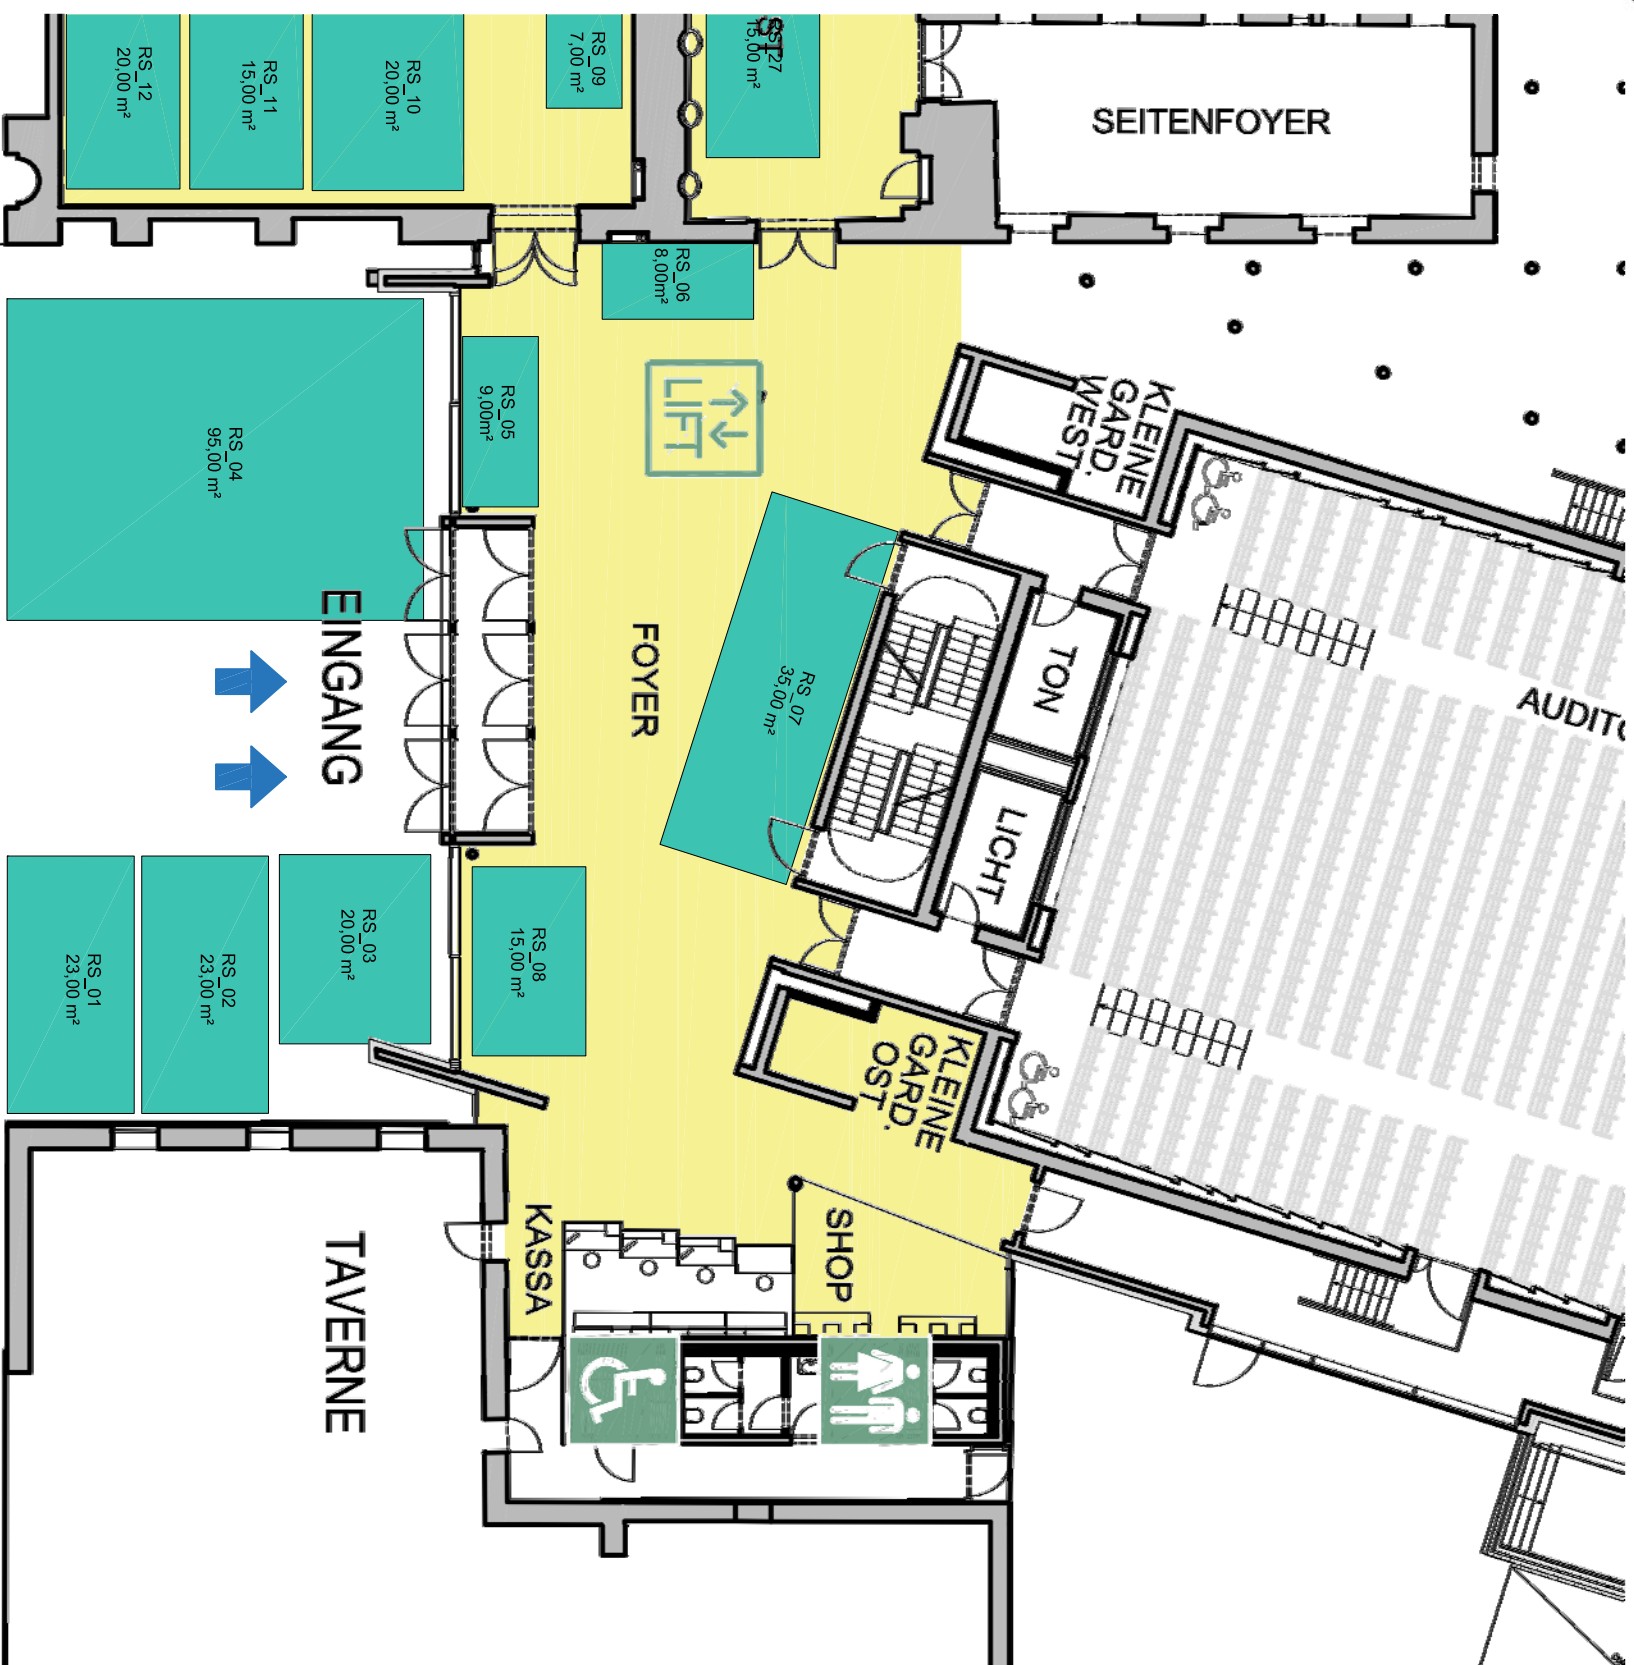 RS_12
20,00 m²
RS_11
15,00 m²
RS_10
20,00 m²
RS_09
7,00 m²
15,00 m²
SEITENFOYER
RS_06
8,00m²
RS_05
9,00m²
LIFT
KLEINE
GARD.
WEST.
RS_04
95,00 m²
EINGANG
FOYER
RS_07
35,00 m²
TON
LICHT
RS_03
20,00 m²
RS_02
23,00 m²
RS_01
23,00 m²
RS_08
15,00 m²
KLEINE
GARD.
OST
KASSA
SHOP
TAVERNE